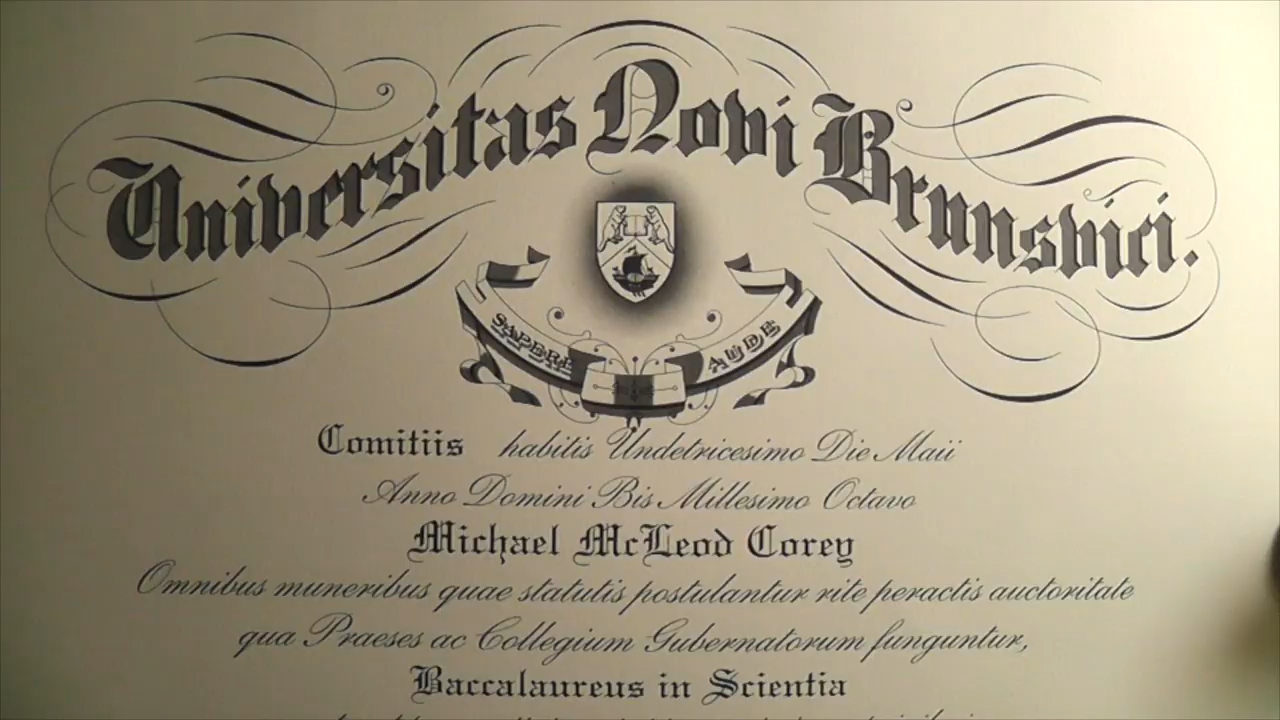 Universitas Novi Brunsvici.
SAPERE AUDE
Comitiis habitis Undetricesimo Die Maii
Anno Domini Bis Millesimo Octavo
Michael McLeod Corey
Omnibus muneribus quae statutis postulantur rite peractis auctoritate
qua Praeses ac Collegium Gubernatorum funguntur,
Baccalaureus in Scientia